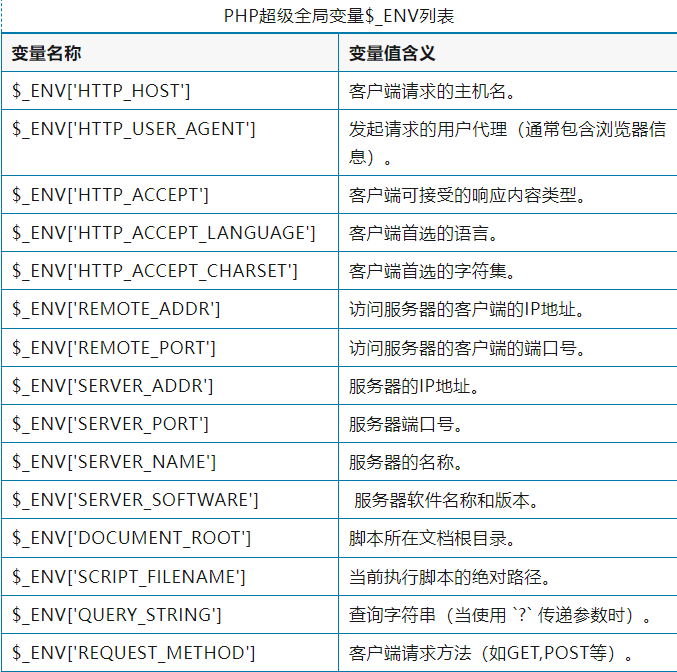 PHP超级全局变量$_ENV列表
变量名称 变量值含义
$_ENV['HTTP_HOST'] 客户端请求的主机名。
$_ENV['HTTP_USER_AGENT'] 发起请求的用户代理（通常包含浏览器信
息）。
$_ENV['HTTP_ACCEPT'] 客户端可接受的响应内容类型。
$_ENV['HTTP_ACCEPT_LANGUAGE'] 客户端首选的语言。
$_ENV['HTTP_ACCEPT_CHARSET'] 客户端首选的字符集。
$_ENV['REMOTE_ADDR'] 访问服务器的客户端的IP地址。
$_ENV['REMOTE_PORT'] 访问服务器的客户端的端口号。
$_ENV['SERVER_ADDR'] 服务器的IP地址。
$_ENV['SERVER_PORT'] 服务器端口号。
$_ENV['SERVER_NAME'] 服务器的名称。
$_ENV['SERVER_SOFTWARE'] 服务器软件名称和版本。
$_ENV['DOCUMENT_ROOT'] 脚本所在文档根目录。
$_ENV['SCRIPT_FILENAME'] 当前执行脚本的绝对路径。
$_ENV['QUERY_STRING'] 查询字符串（当使用 `?` 传递参数时）。
$_ENV['REQUEST_METHOD'] 客户端请求方法（如GET,POST等）。